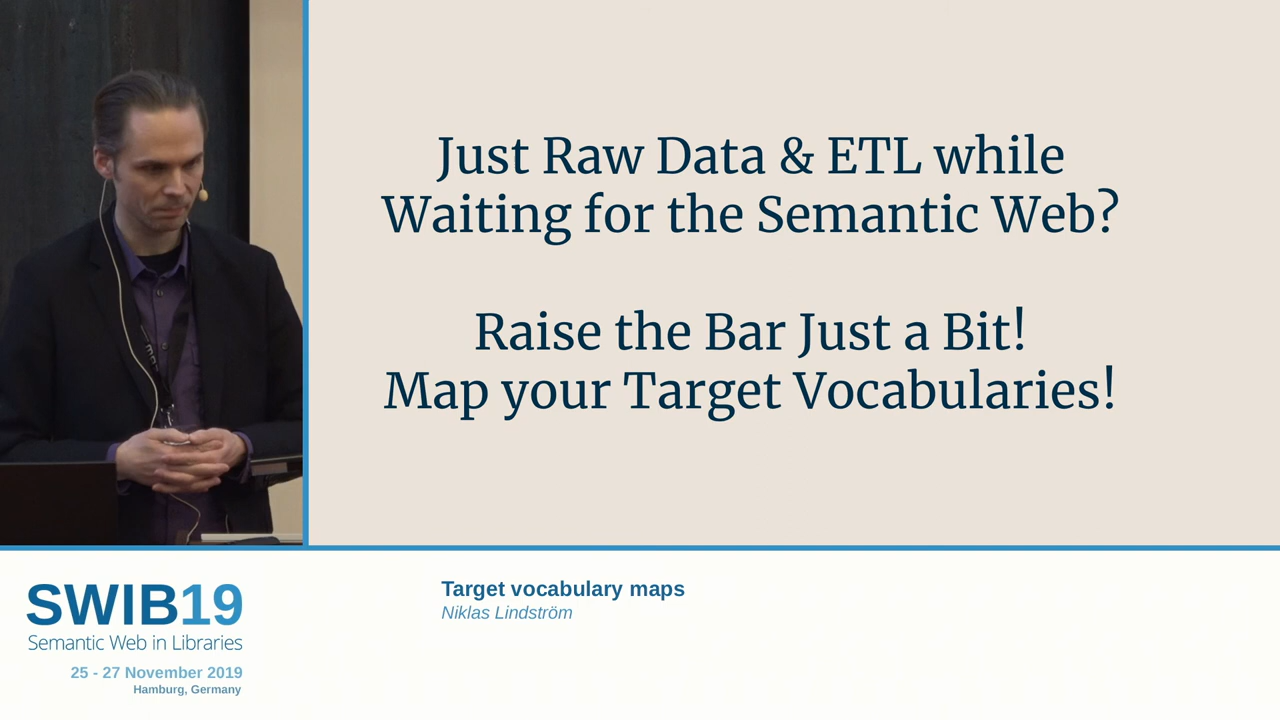 Just Raw Data & ETL while
Waiting for the Semantic Web?
Raise the Bar Just a Bit!
Map your Target Vocabularies!
SWIB19
Semantic Web in Libraries
25 - 27 November 2019
Hamburg, Germany
Target vocabulary maps
Niklas Lindström